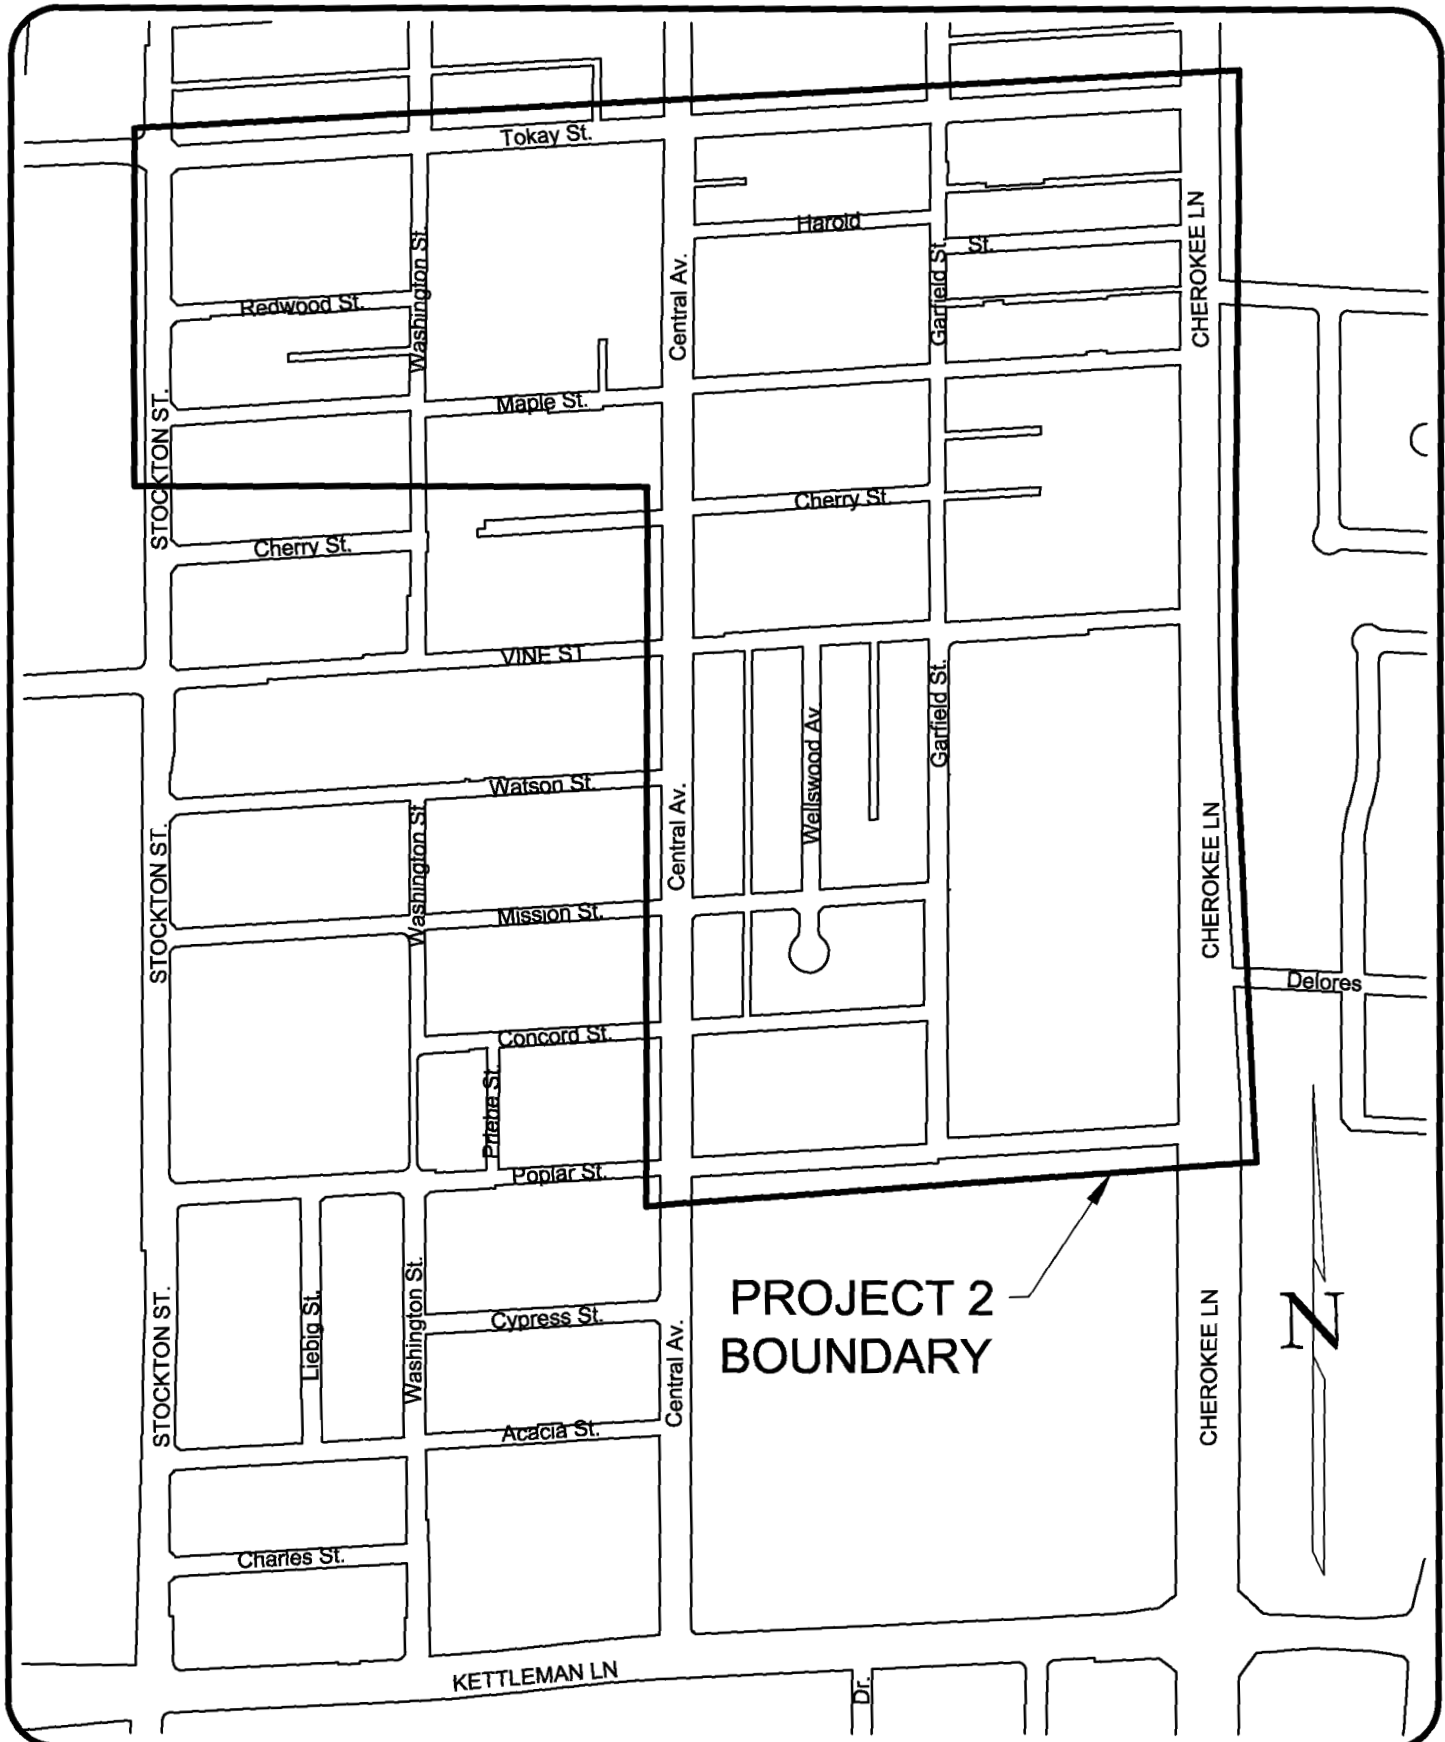 Tokay St.
Harold
St.
CHEROKEE LN
Washington St.
Garfield St.
Central Av.
Redwood St.
Maple St.
STOCKTON ST.
Cherry St.
Cherry St.
VINE ST
Garfield St.
Wellswood Av.
Watson St.
Central Av.
Washington St.
STOCKTON ST.
CHEROKEE LN
Mission St.
Delores
Concord St.
Priebe St.
Poplar St.
PROJECT 2
BOUNDARY
N
Washington St.
Liebig St.
STOCKTON ST.
Cypress St.
Central Av.
CHEROKEE LN
Acacia St.
Charles St.
KETTLEMAN LN
Dr.